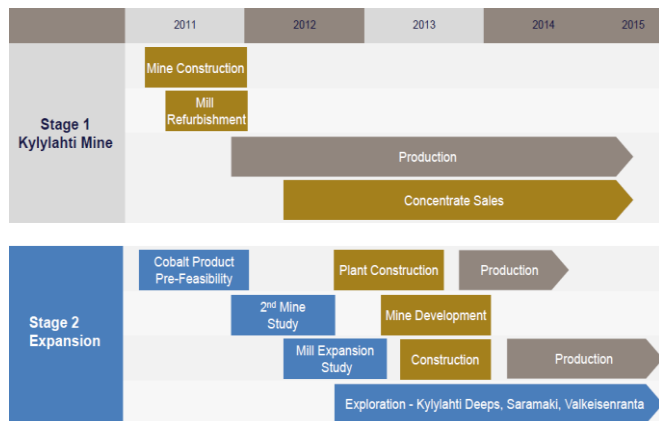 2011 2012 2013 2014 2015
Stage 1
Kylylahti Mine
Mine Construction
Mill
Refurbishment
Production
Concentrate Sales
Stage 2
Expansion
Cobalt Product
Pre-Feasibility
Plant Construction
Production
2nd Mine
Study
Mine Development
Mill Expansion
Study
Construction
Production
Exploration - Kylylahti Deeps, Saramaki, Valkeisenranta